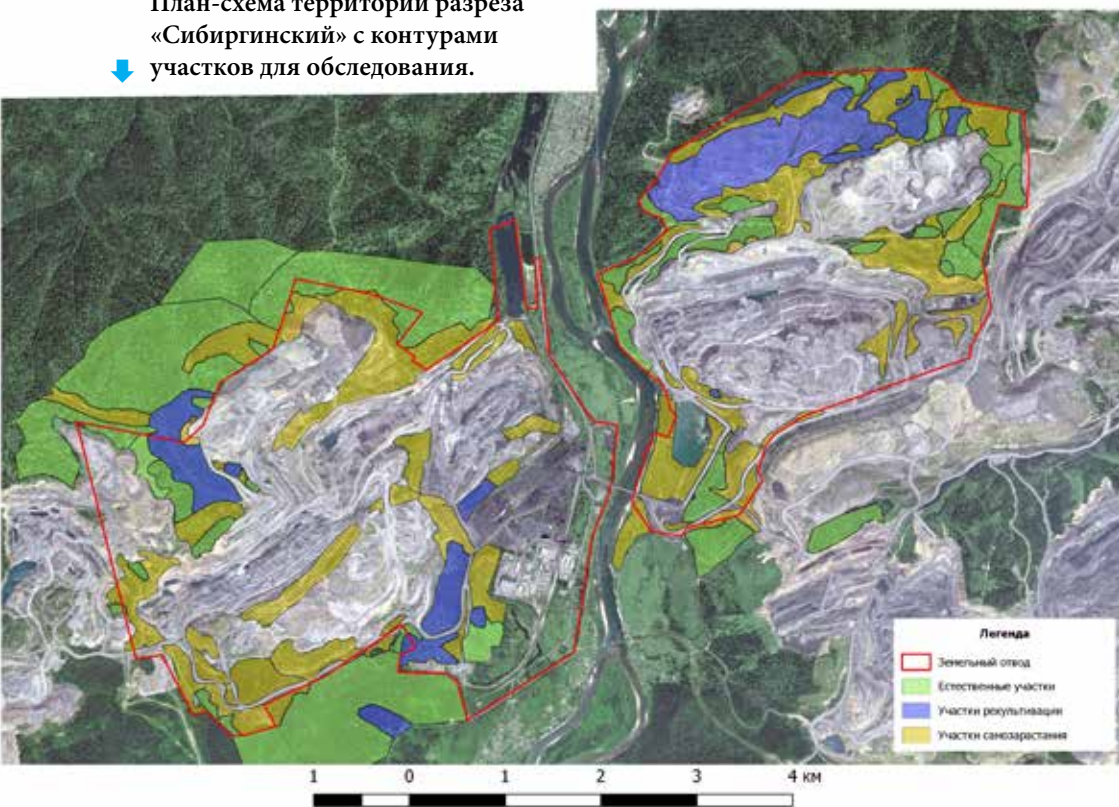 План-схема территории разреза
«Сибиргинский» с контурами
участков для обследования.
Легенда
Земельный отвод
Естественные участки
Участки рекультивации
Участки самозарастания
1 0 1 2 3 4 км